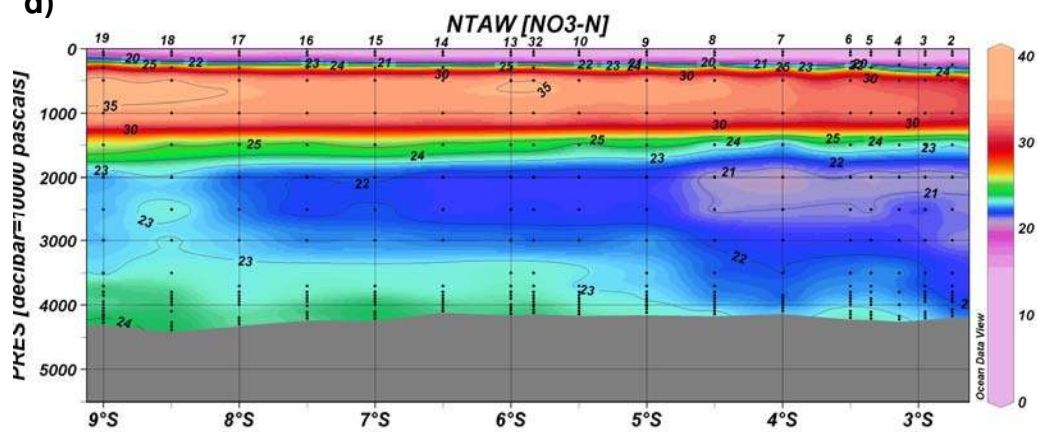 d)
NTAW [NO3-N]
19 18 17 16 15 14 13 32 10 9 8 7 6 5 4 3 2
0 20 25 22 23 24 21 30 25 22 23 21 20 21 25 23 20 30 24 40
35 35 30
1000
30 30 30
25 24 25 24 25 24 23
23 23 22
2000 22 21 21
23 20
3000
23 22
23
4000 10
24
5000
0
9°S 8°S 7°S 6°S 5°S 4°S 3°S
PRES [decibar=10000 pascals]
Ocean Data View